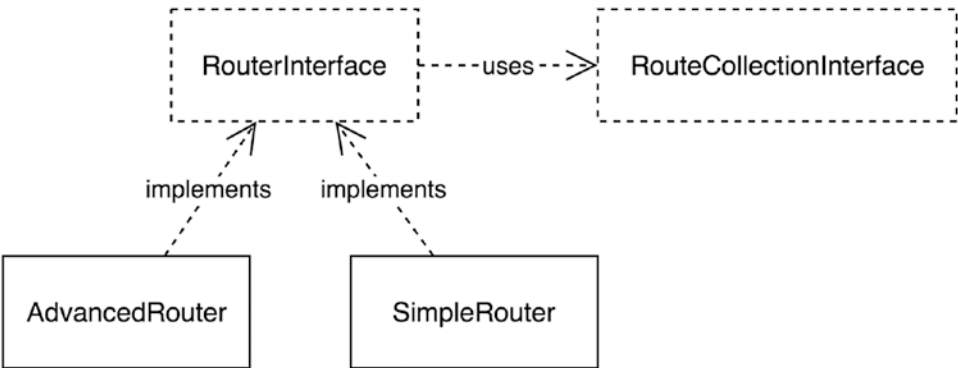 RouterInterface
uses
RouteCollectionInterface
implements
implements
AdvancedRouter
SimpleRouter